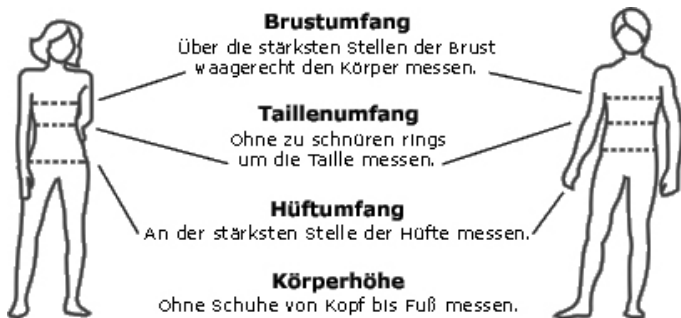 Brustumfang
Über die stärksten Stellen der Brust
waagerecht den Körper messen.
Taillenumfang
Ohne zu schnüren rings
um die Taille messen.
Hüftumfang
An der stärksten Stelle der Hüfte messen.
Körperhöhe
Ohne Schuhe von Kopf bis Fuß messen.